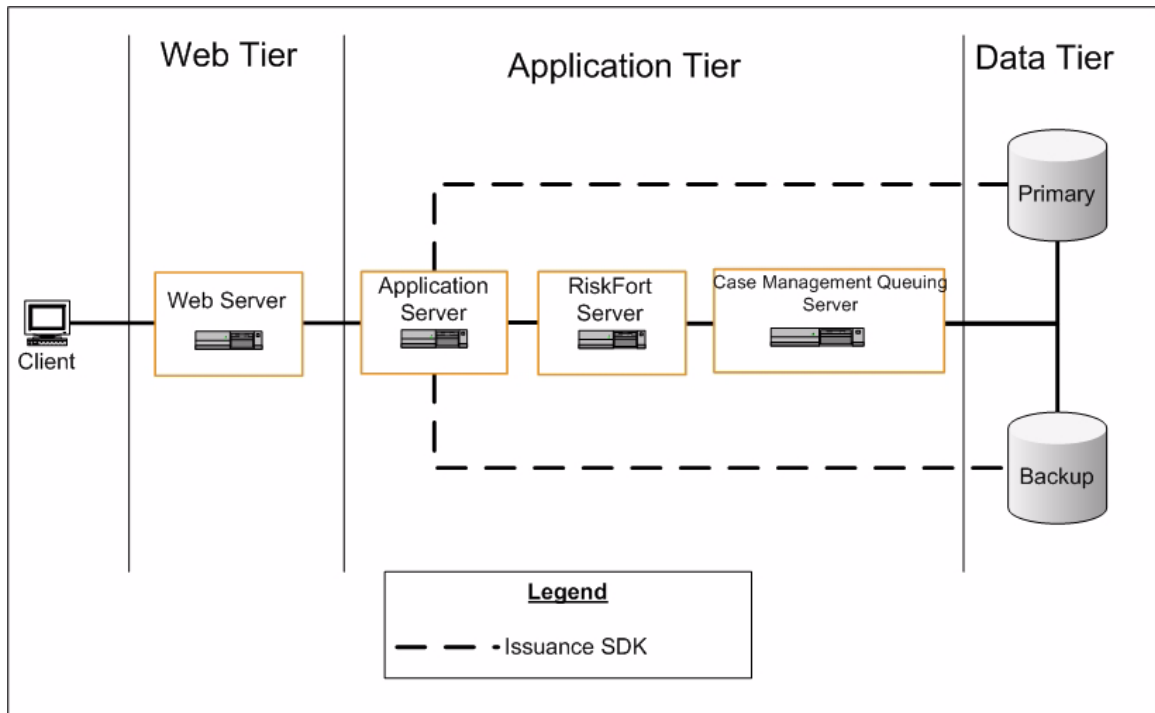 Web Tier
Application Tier
Data Tier
Primary
Client
Web Server
Application
Server
RiskFort
Server
Case Management Queuing
Server
Backup
Legend
Issuance SDK